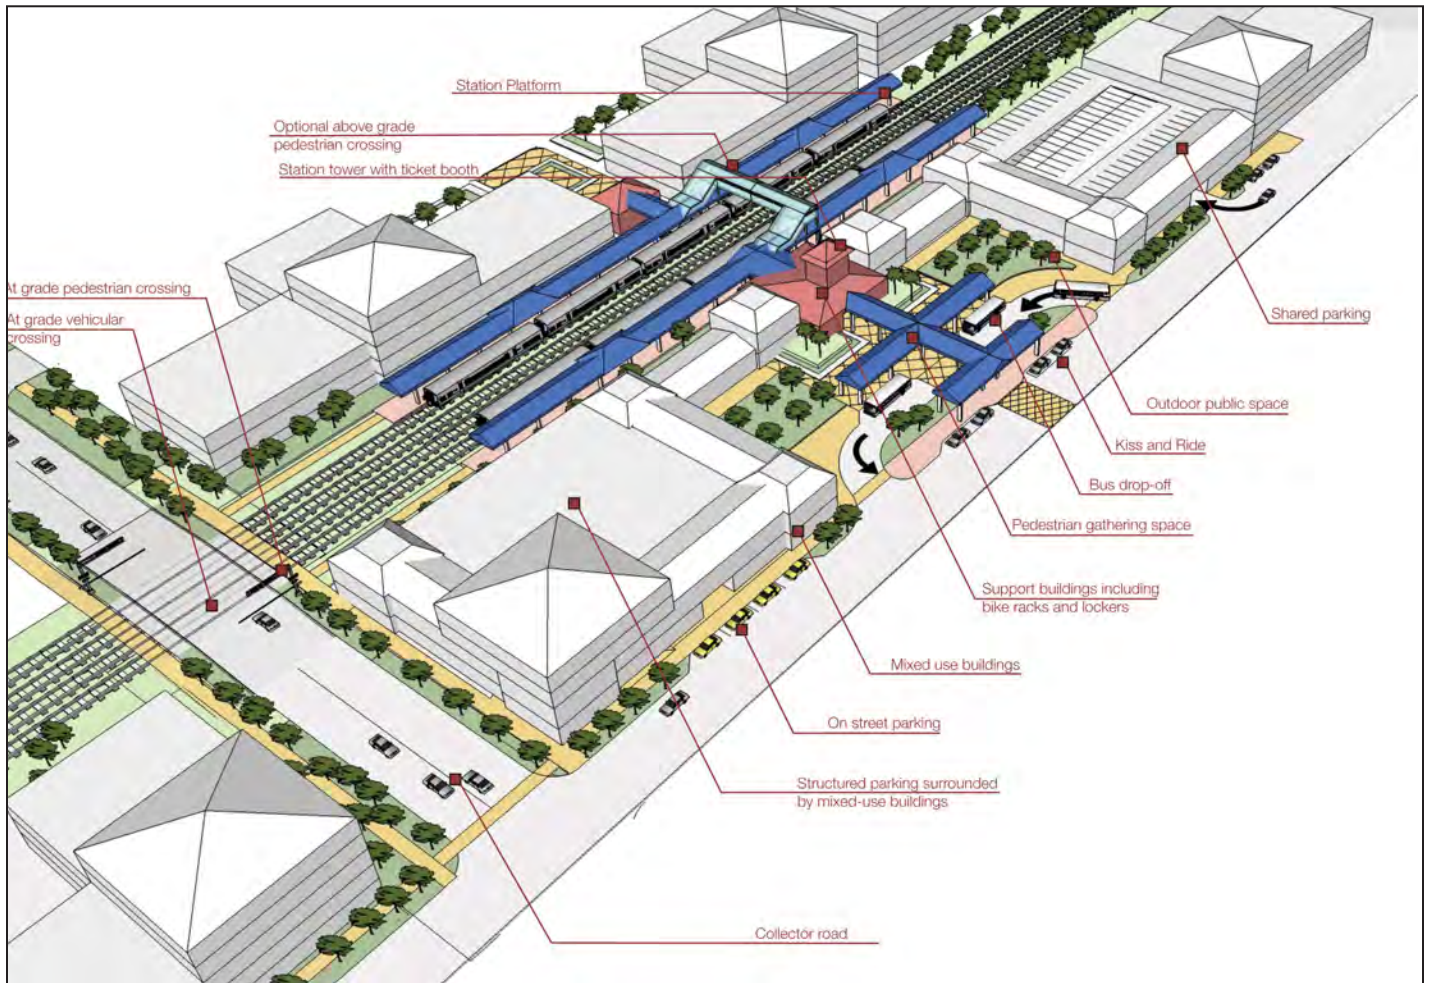 Station Platform
Optional above grade
pedestrian crossing
Station tower with ticket booth
At grade pedestrian crossing
At grade vehicular
crossing
Shared parking
Outdoor public space
Kiss and Ride
Bus drop-off
Pedestrian gathering space
Support buildings including
bike racks and lockers
Mixed use buildings
On street parking
Structured parking surrounded
by mixed-use buildings
Collector road